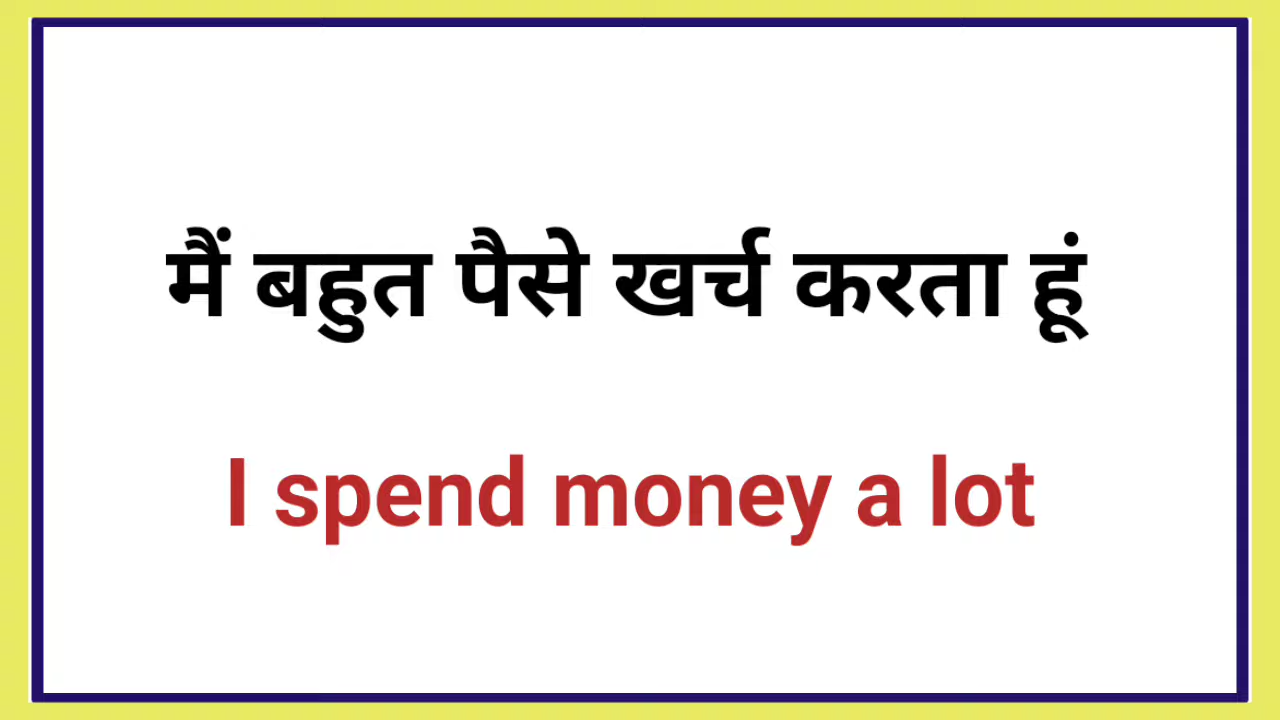 मैं बहुत पैसे खर्च करता हूं
I spend money a lot